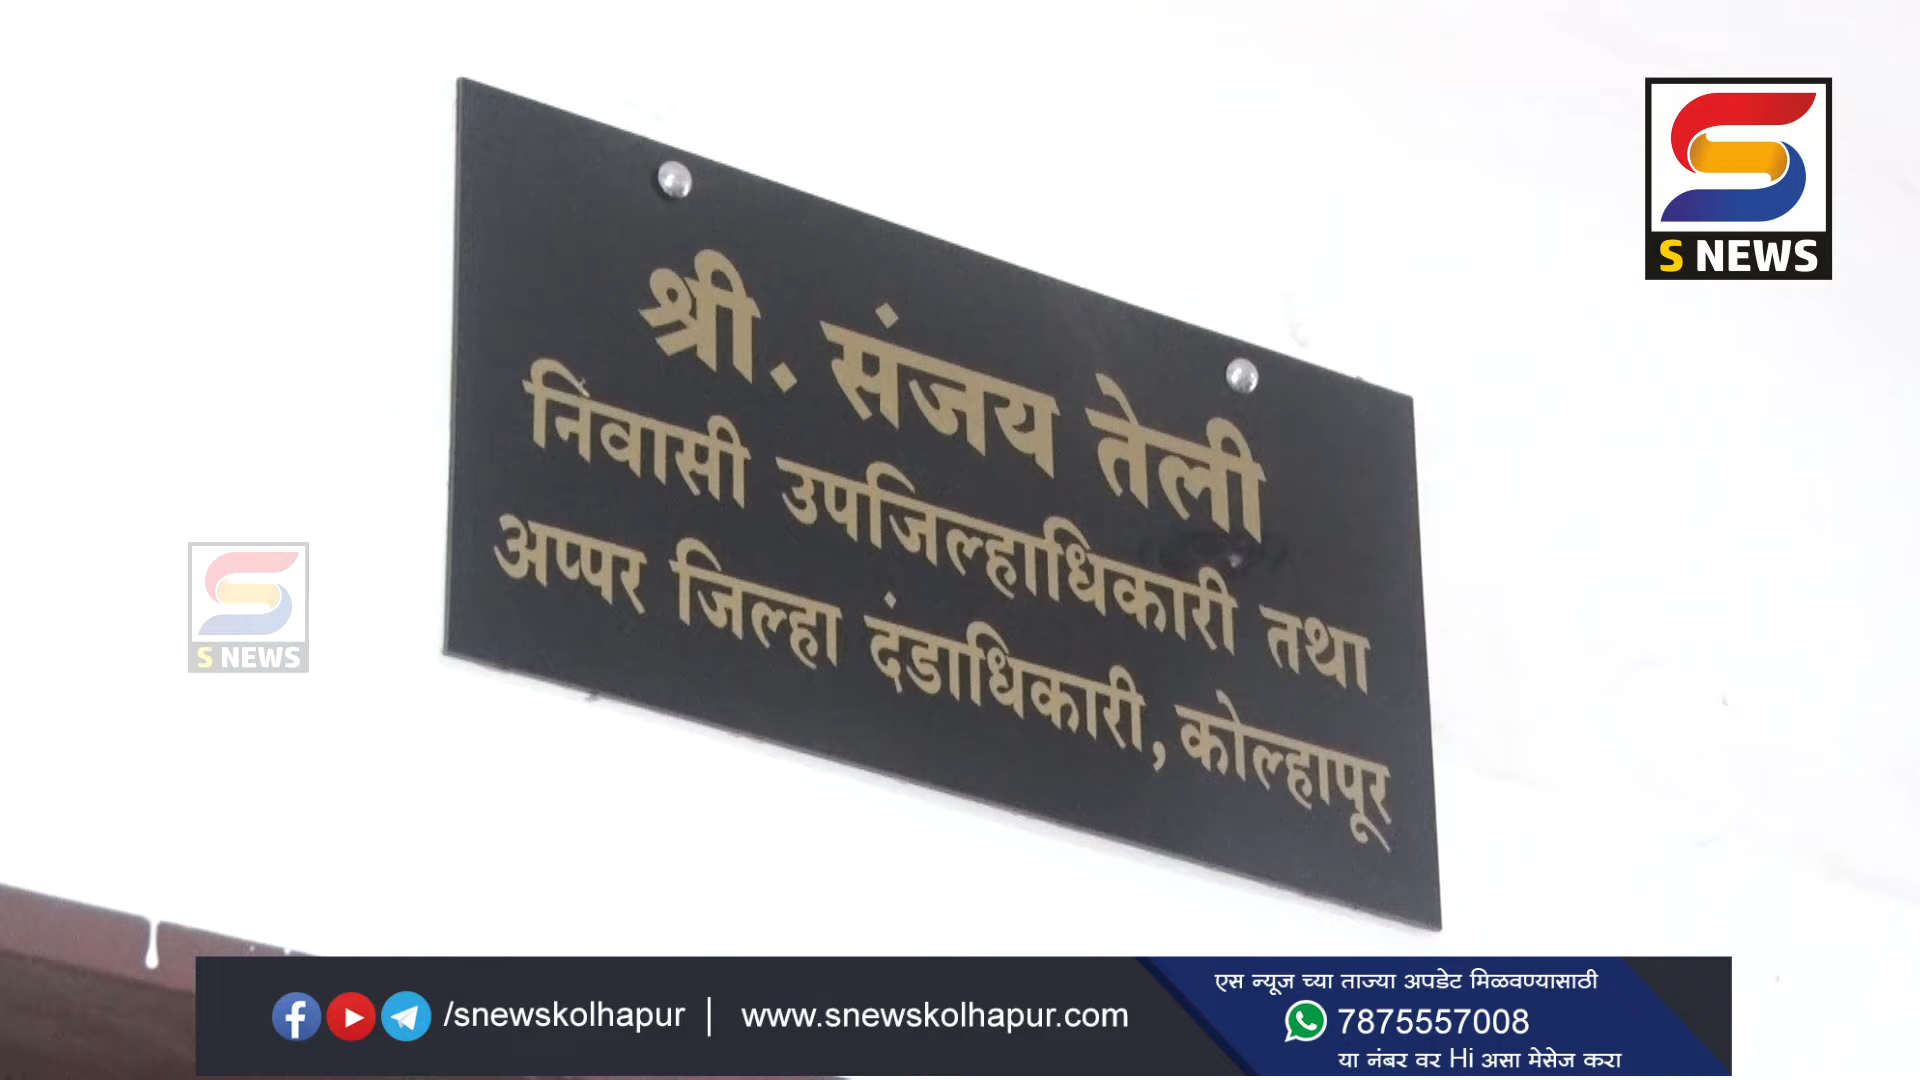 श्री. संजय तेली
निवासी उपजिल्हाधिकारी तथा
अप्पर जिल्हा दंडाधिकारी, कोल्हापूर
S NEWS
S NEWS
/snewskolhapur | www.snewskolhapur.com
एस न्यूज च्या ताज्या अपडेट मिळवण्यासाठी
7875557008
या नंबर वर Hi असा मेसेज करा